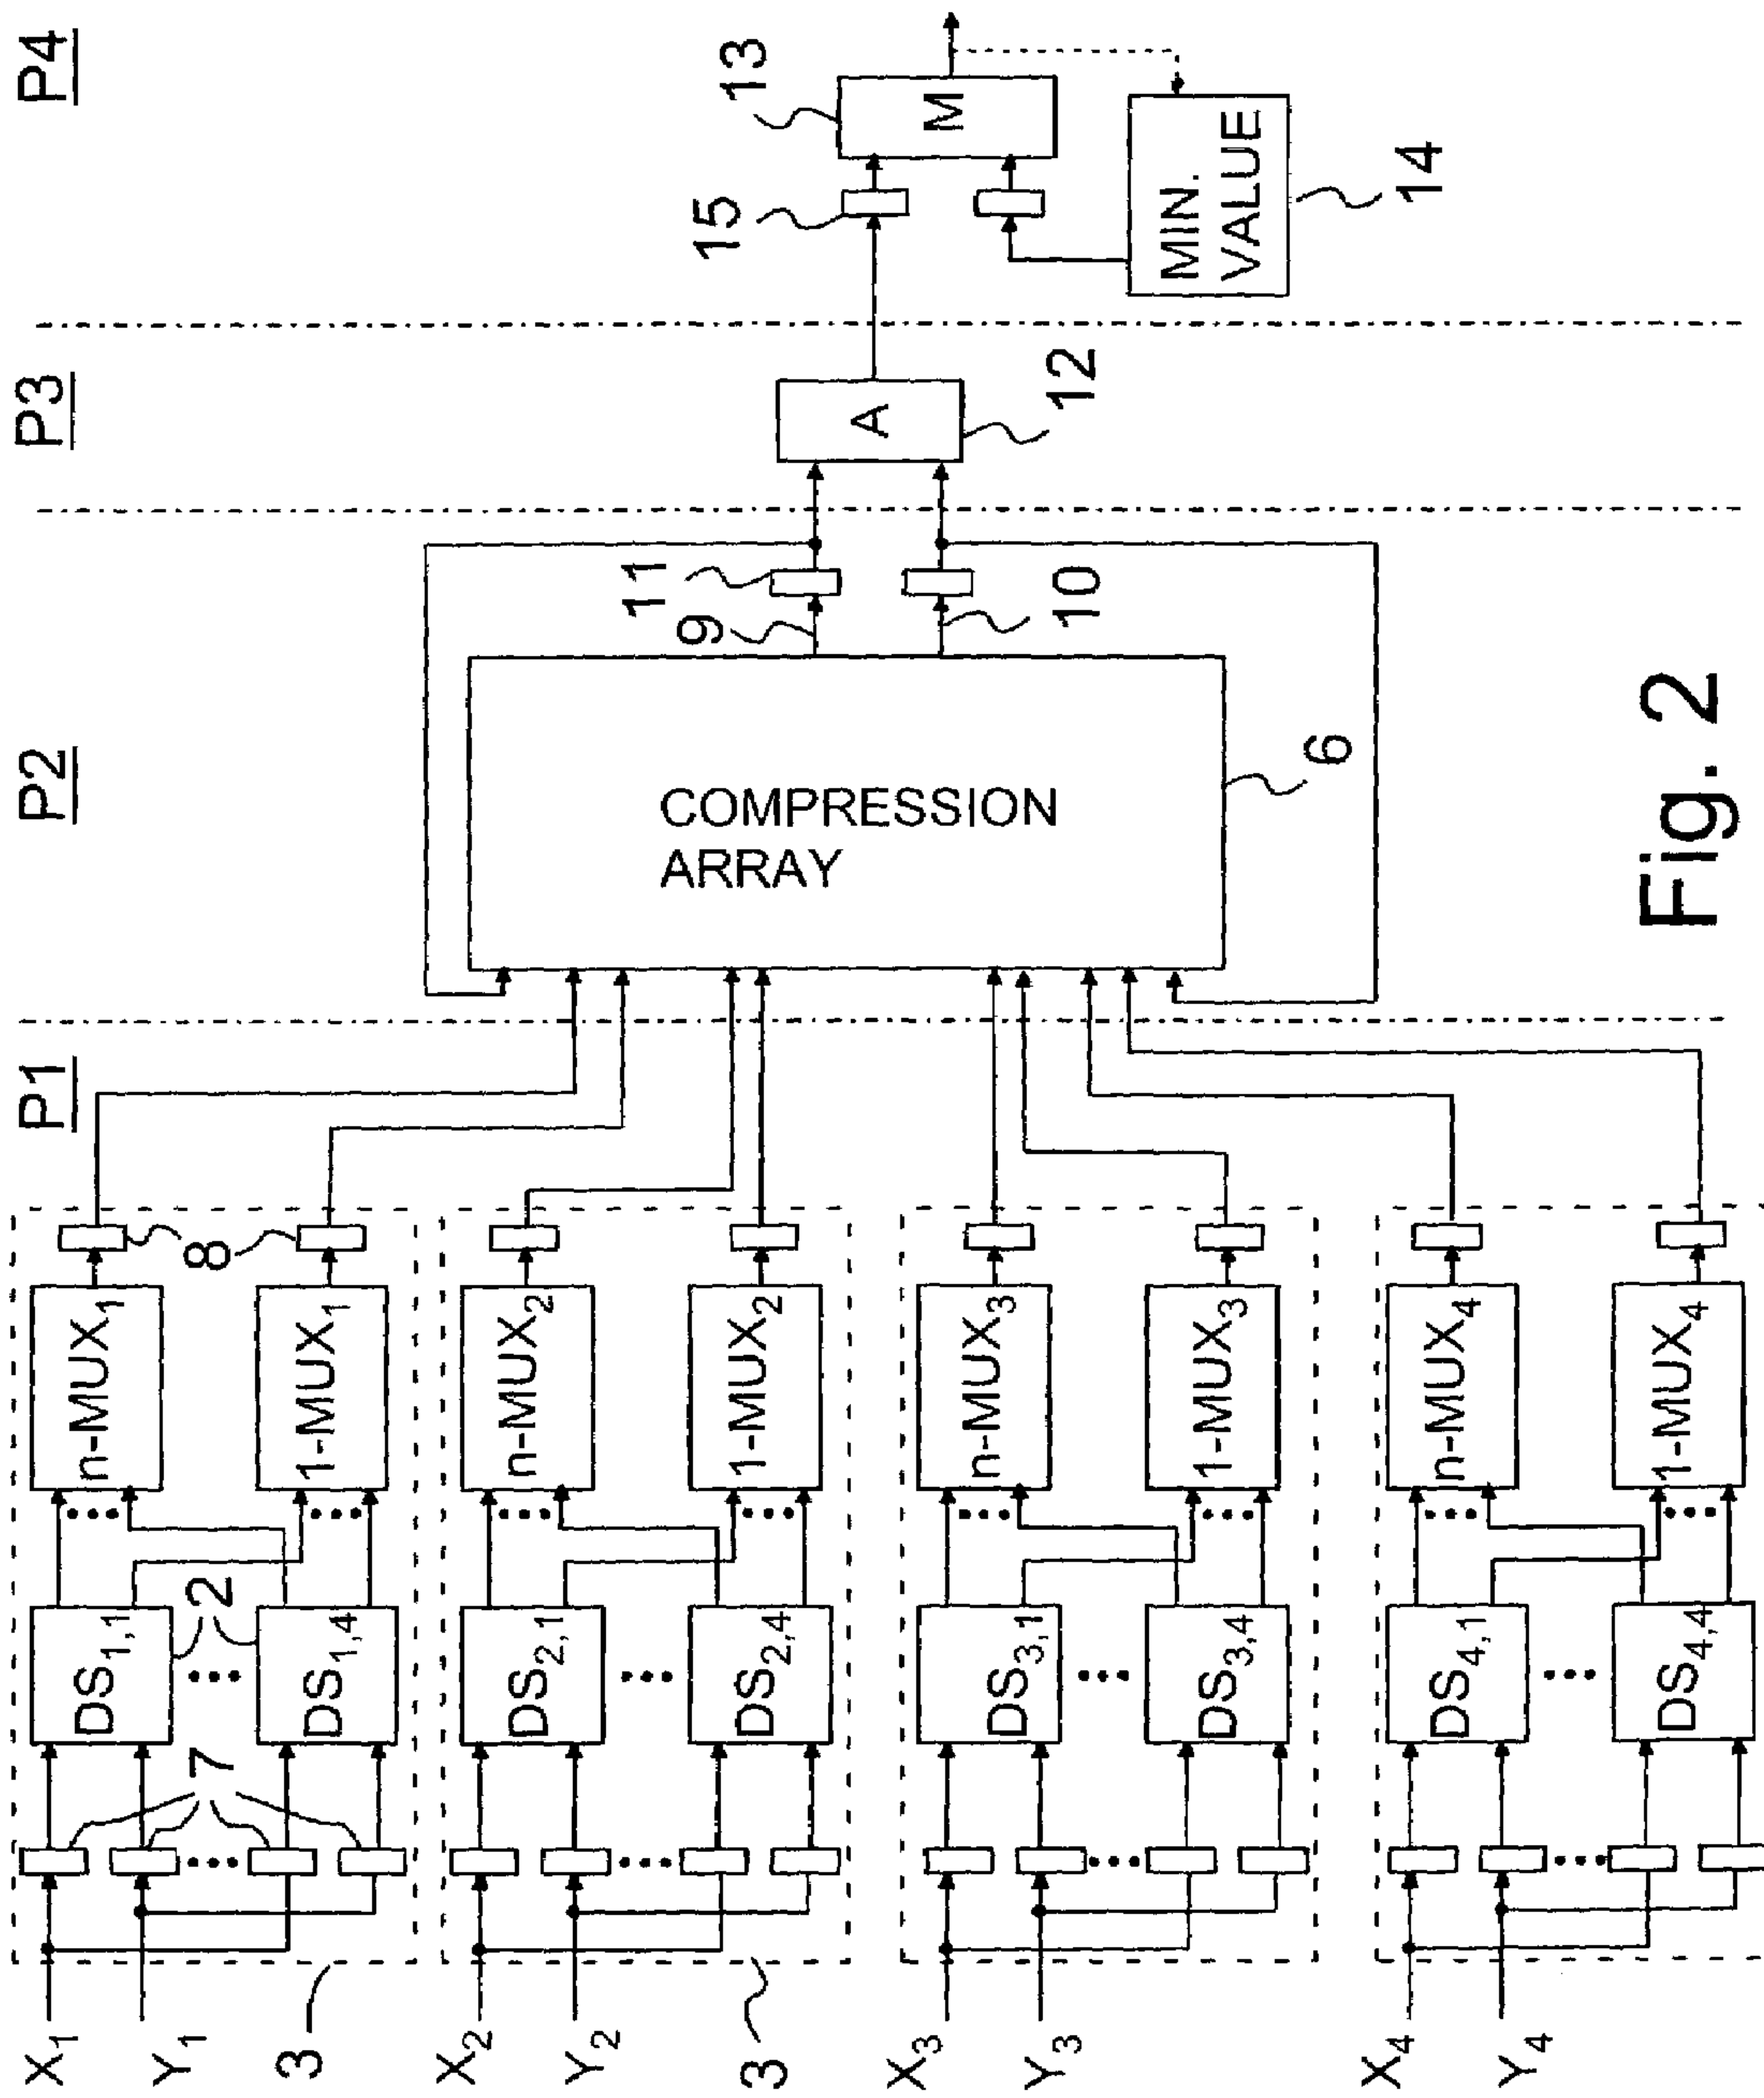 P1
P2
P3
P4
X1
Y1
3
7
DS1,1
2
DS1,4
n-MUX1
1-MUX1
8
X2
Y2
3
DS2,1
DS2,4
n-MUX2
1-MUX2
X3
Y3
DS3,1
DS3,4
n-MUX3
1-MUX3
X4
Y4
DS4,1
DS4,4
n-MUX4
1-MUX4
COMPRESSION
ARRAY
6
9
11
10
A
12
15
13
M
MIN.
VALUE
14
Fig. 2